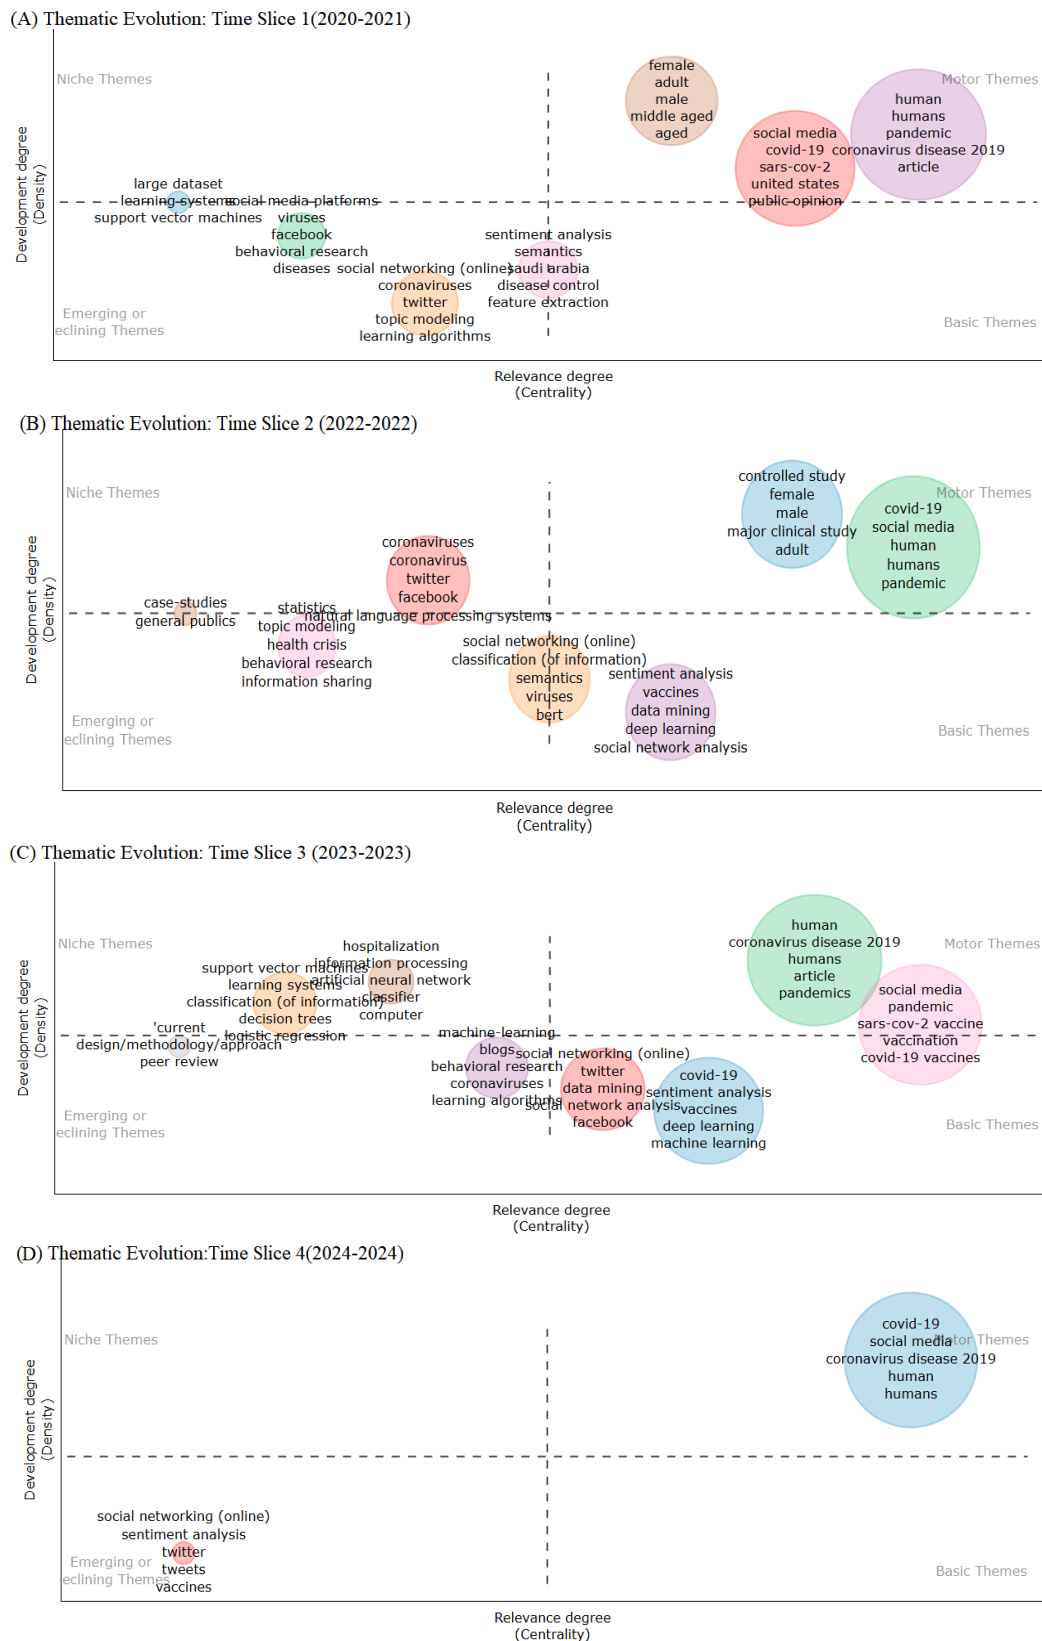 (A) Thematic Evolution: Time Slice 1(2020-2021)
Niche Themes
Motor Themes
female
adult
male
middle aged
aged
human
humans
pandemic
coronavirus disease 2019
article
social media
covid-19
sars-cov-2
united states
public opinion
large dataset
learning systems
support vector machines
social media platforms
viruses
facebook
behavioral research
diseases
social networking (online)
coronaviruses
twitter
topic modeling
learning algorithms
sentiment analysis
semantics
saudi arabia
disease control
feature extraction
Emerging or
eclining Themes
Basic Themes
Development degree
(Density)
Relevance degree
(Centrality)
(B) Thematic Evolution: Time Slice 2 (2022-2022)
Niche Themes
Motor Themes
controlled study
female
male
major clinical study
adult
covid-19
social media
human
humans
pandemic
coronaviruses
coronavirus
twitter
facebook
natural language processing systems
case-studies
general publics
statistics
topic modeling
health crisis
behavioral research
information sharing
social networking (online)
classification (of information)
semantics
viruses
bert
sentiment analysis
vaccines
data mining
deep learning
social network analysis
Emerging or
eclining Themes
Basic Themes
Development degree
(Density)
Relevance degree
(Centrality)
(C) Thematic Evolution: Time Slice 3 (2023-2023)
Niche Themes
Motor Themes
human
coronavirus disease 2019
humans
article
pandemics
social media
pandemic
sars-cov-2 vaccine
vaccination
covid-19 vaccines
hospitalization
information processing
artificial neural network
classifier
computer
support vector machines
learning systems
classification (of information)
decision trees
logistic regression
'current
design/methodology/approach
peer review
machine-learning
blogs
behavioral research
coronaviruses
learning algorithms
social networking (online)
twitter
data mining
social network analysis
facebook
covid-19
sentiment analysis
vaccines
deep learning
machine learning
Emerging or
eclining Themes
Basic Themes
Development degree
(Density)
Relevance degree
(Centrality)
(D) Thematic Evolution:Time Slice 4(2024-2024)
Niche Themes
Motor Themes
covid-19
social media
coronavirus disease 2019
human
humans
social networking (online)
sentiment analysis
twitter
tweets
vaccines
Emerging or
eclining Themes
Basic Themes
Development degree
(Density)
Relevance degree
(Centrality)